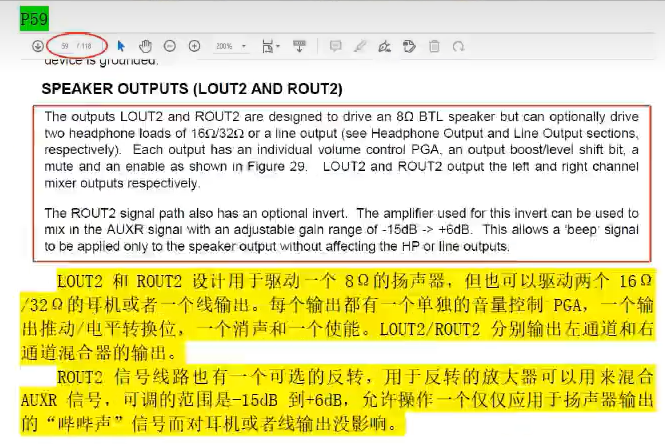 P59
59 / 118
200%
device is grounded.
SPEAKER OUTPUTS (LOUT2 AND ROUT2)
The outputs LOUT2 and ROUT2 are designed to drive an 8Ω BTL speaker but can optionally drive
two headphone loads of 16Ω/32Ω or a line output (see Headphone Output and Line Output sections,
respectively). Each output has an individual volume control PGA, an output boost/level shift bit, a
mute and an enable as shown in Figure 29. LOUT2 and ROUT2 output the left and right channel
mixer outputs respectively.
The ROUT2 signal path also has an optional invert. The amplifier used for this invert can be used to
mix in the AUXR signal with an adjustable gain range of -15dB -> +6dB. This allows a 'beep' signal
to be applied only to the speaker output without affecting the HP or line outputs.
LOUT2 和 ROUT2 设计用于驱动一个 8Ω的扬声器，但也可以驱动两个 16Ω
/32Ω的耳机或者一个线输出。每个输出都有一个单独的音量控制 PGA，一个输
出推动/电平转换位，一个消声和一个使能。LOUT2/ROUT2 分别输出左通道和右
通道混合器的输出。
ROUT2 信号线路也有一个可选的反转，用于反转的放大器可以用来混合
AUXR 信号，可调的范围是-15dB 到+6dB，允许操作一个仅仅应用于扬声器输出
的“哔哔声”信号而对耳机或者线输出没影响。